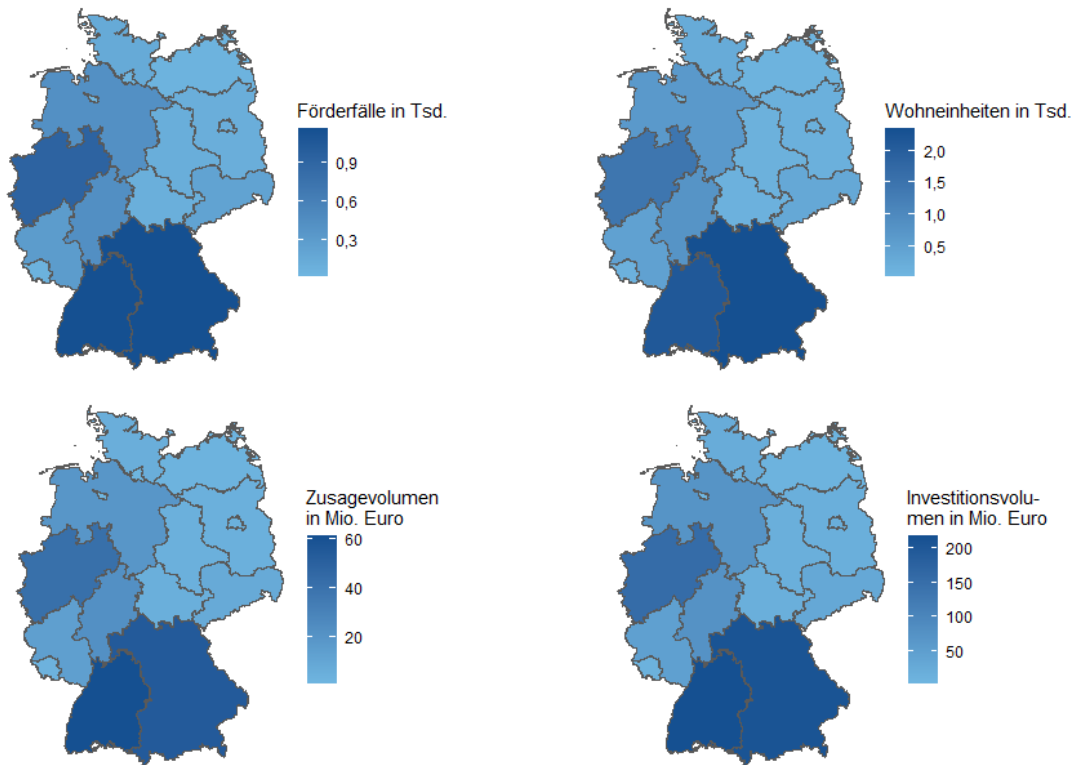 Förderfälle in Tsd.
0,9
0,6
0,3
Wohneinheiten in Tsd.
2,0
1,5
1,0
0,5
Zusagevolumen
in Mio. Euro
60
40
20
Investitionsvolu-
men in Mio. Euro
200
150
100
50